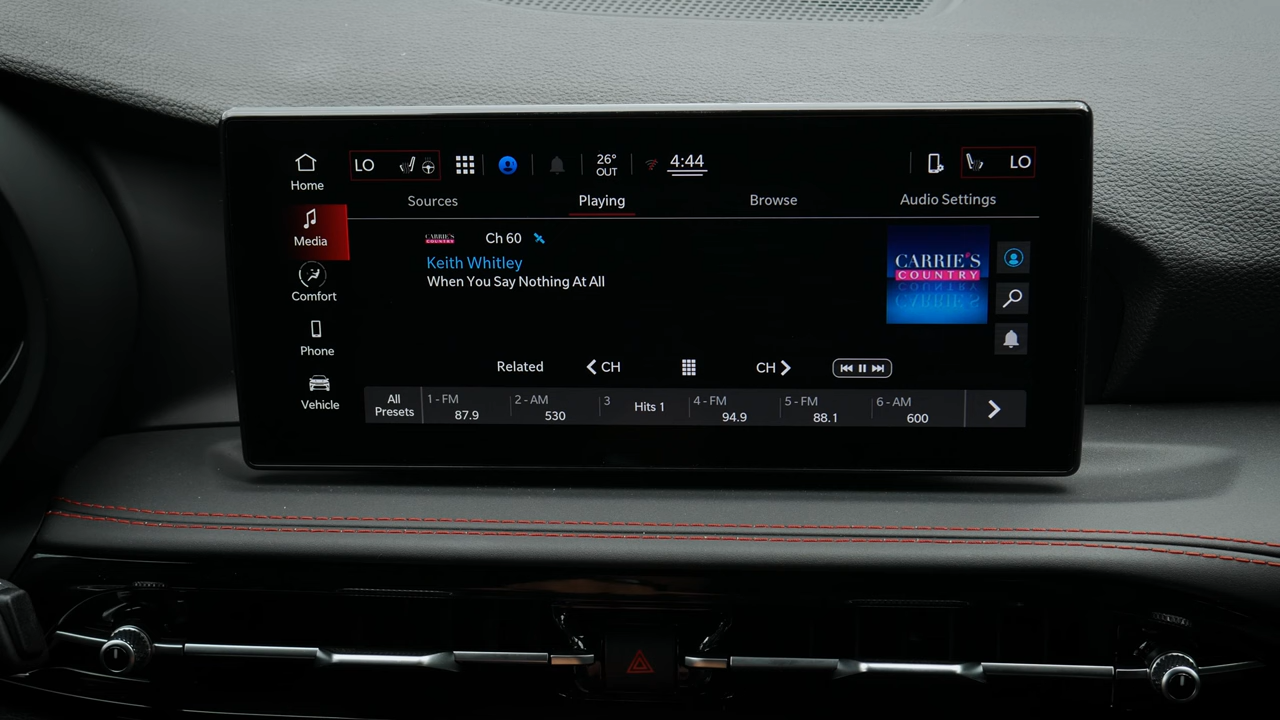 Home
LO
26°
OUT
4:44
LO
Sources
Playing
Browse
Audio Settings
Media
CARRIE'S
COUNTRY
Ch 60
Keith Whitley
When You Say Nothing At All
CARRIE'S
COUNTRY
Comfort
Phone
Vehicle
Related
CH
CH
All
Presets
1 - FM
87.9
2 - AM
530
3
Hits 1
4 - FM
94.9
5 - FM
88.1
6 - AM
600